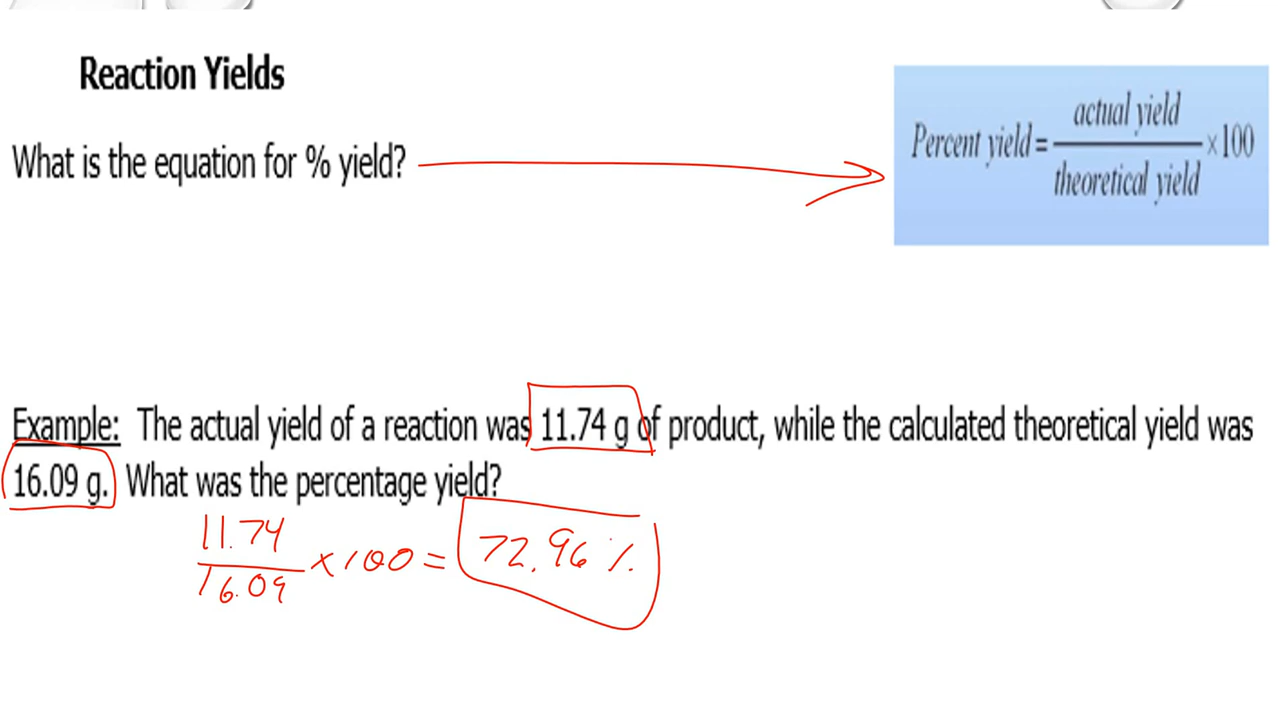 Reaction Yields
What is the equation for % yield?
Percent yield = actual yield / theoretical yield ×100
Example: The actual yield of a reaction was 11.74 g of product, while the calculated theoretical yield was
16.09 g. What was the percentage yield?
11.74 / 16.09 × 100 = 72.96 %